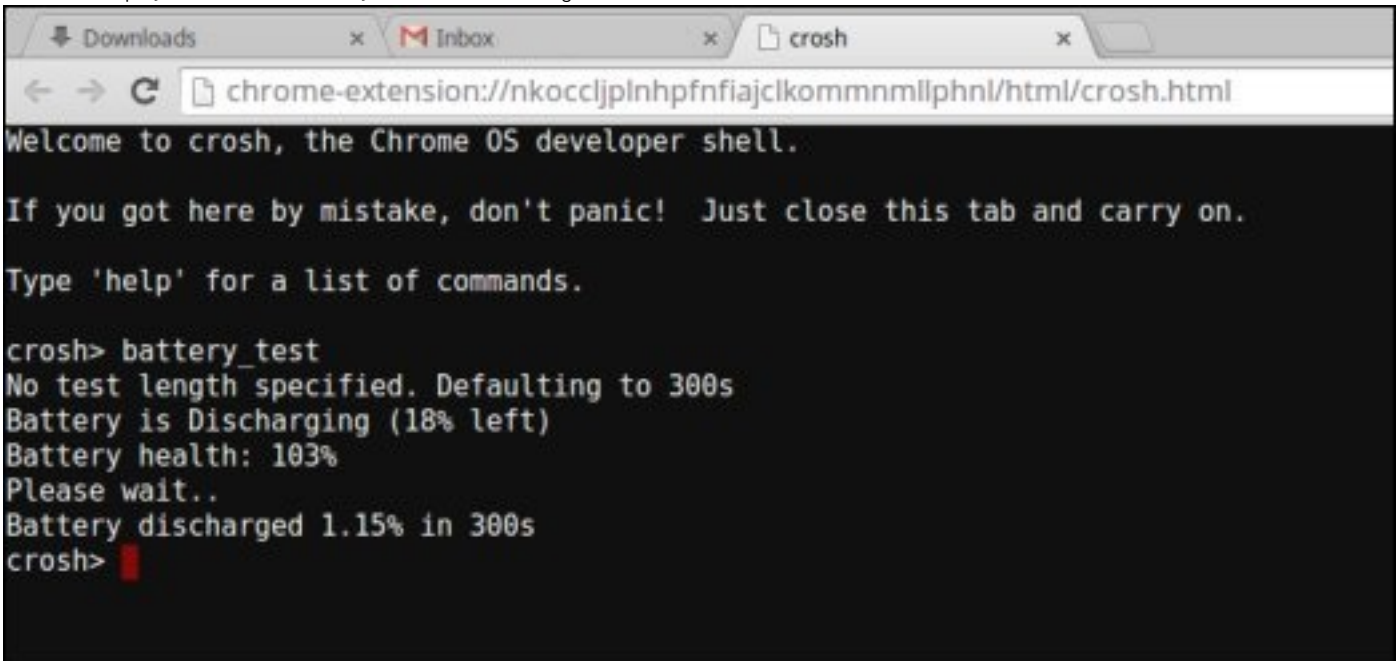 Downloads
Inbox
crosh
chrome-extension://nkoccljplnhpfnfiajclkommnmllphnl/html/crosh.html
Welcome to crosh, the Chrome OS developer shell.
If you got here by mistake, don't panic!  Just close this tab and carry on.
Type 'help' for a list of commands.
crosh> battery_test
No test length specified. Defaulting to 300s
Battery is Discharging (18% left)
Battery health: 103%
Please wait..
Battery discharged 1.15% in 300s
crosh>